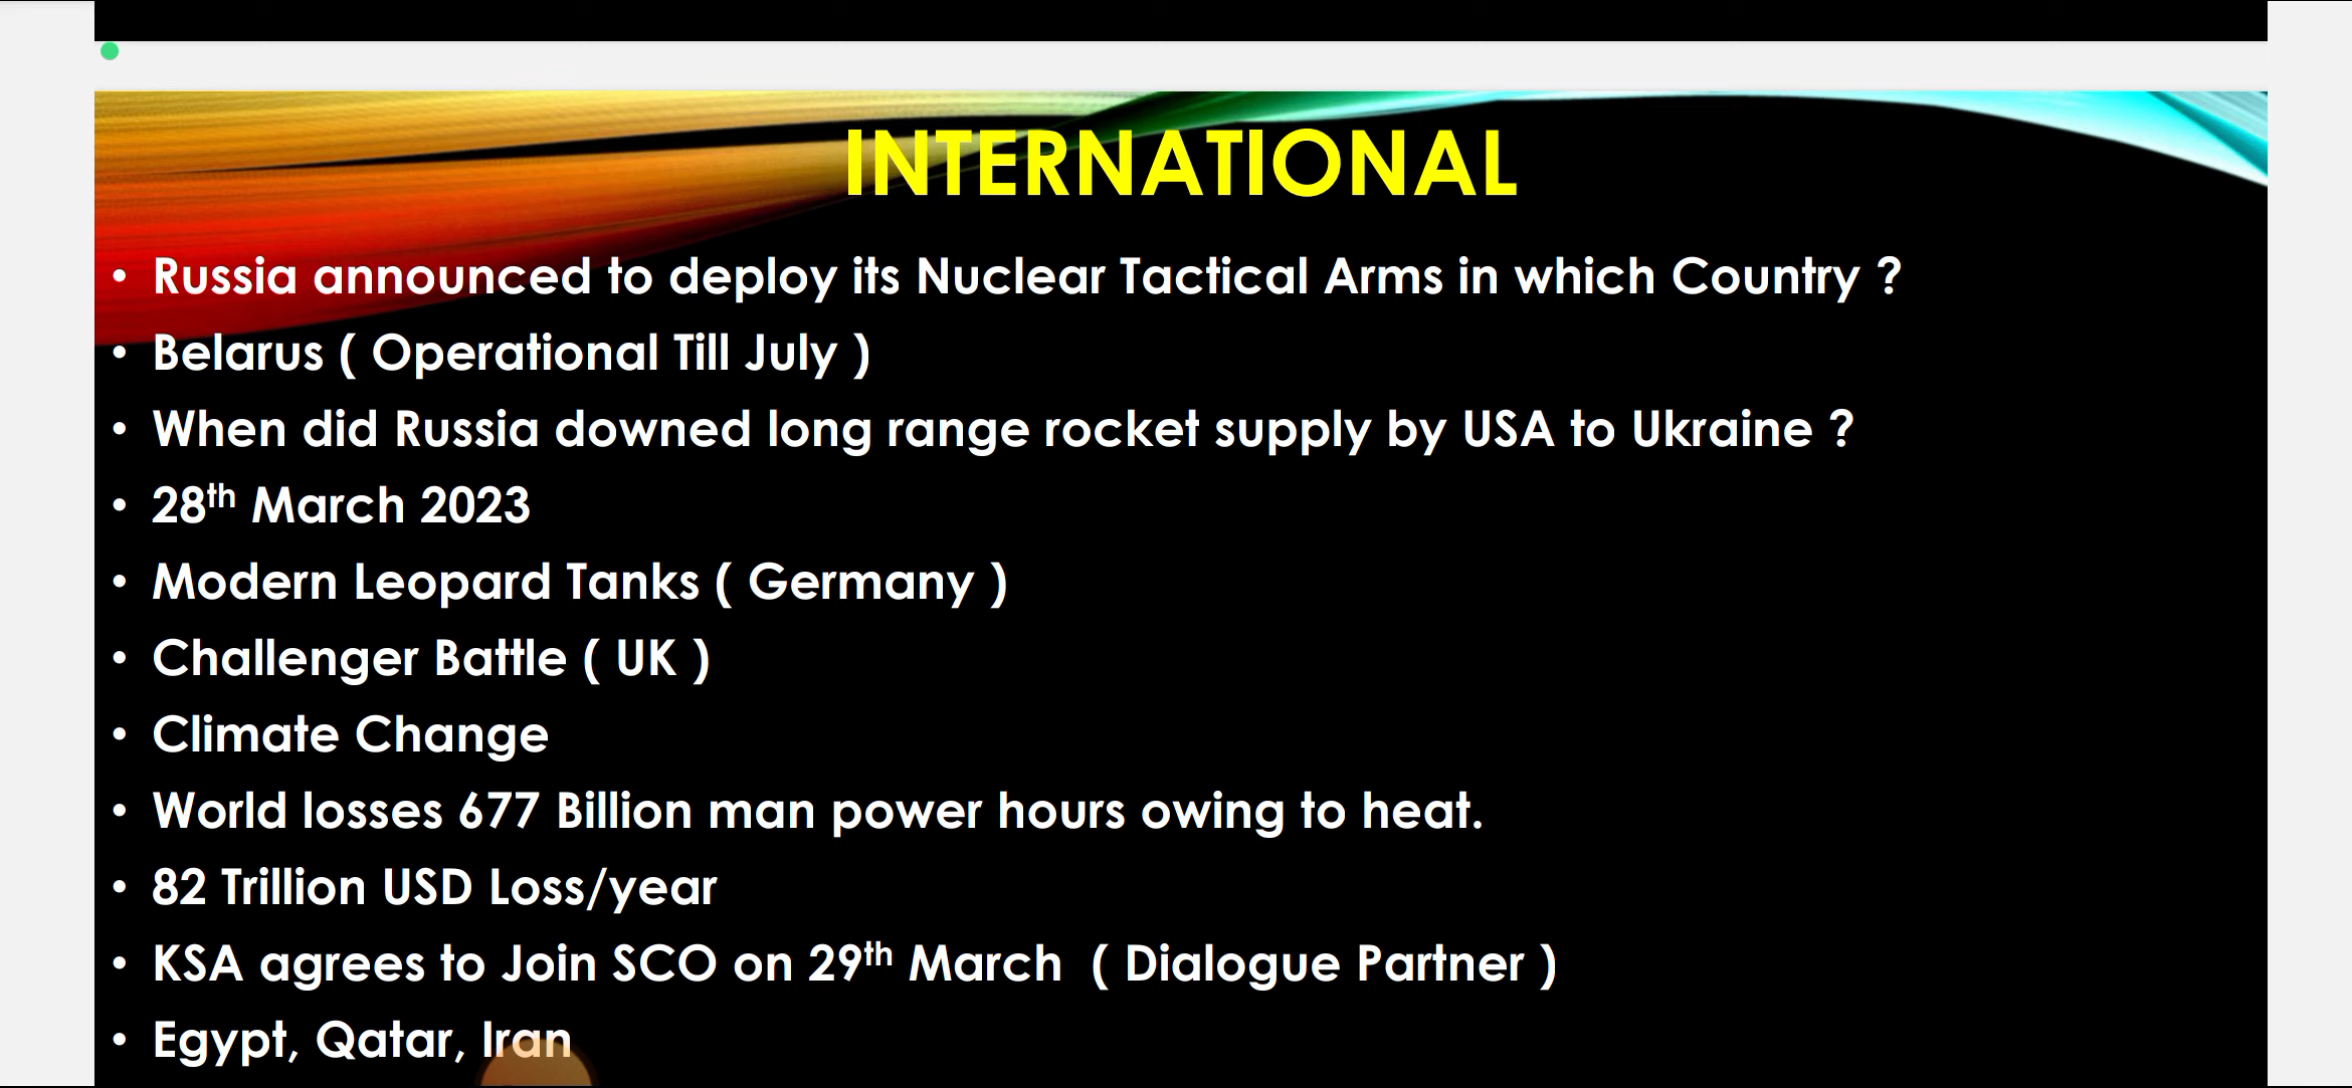 INTERNATIONAL
• Russia announced to deploy its Nuclear Tactical Arms in which Country ?
• Belarus ( Operational Till July )
• When did Russia downed long range rocket supply by USA to Ukraine ?
• 28th March 2023
• Modern Leopard Tanks ( Germany )
• Challenger Battle ( UK )
• Climate Change
• World losses 677 Billion man power hours owing to heat.
• 82 Trillion USD Loss/year
• KSA agrees to Join SCO on 29th March ( Dialogue Partner )
• Egypt, Qatar, Iran